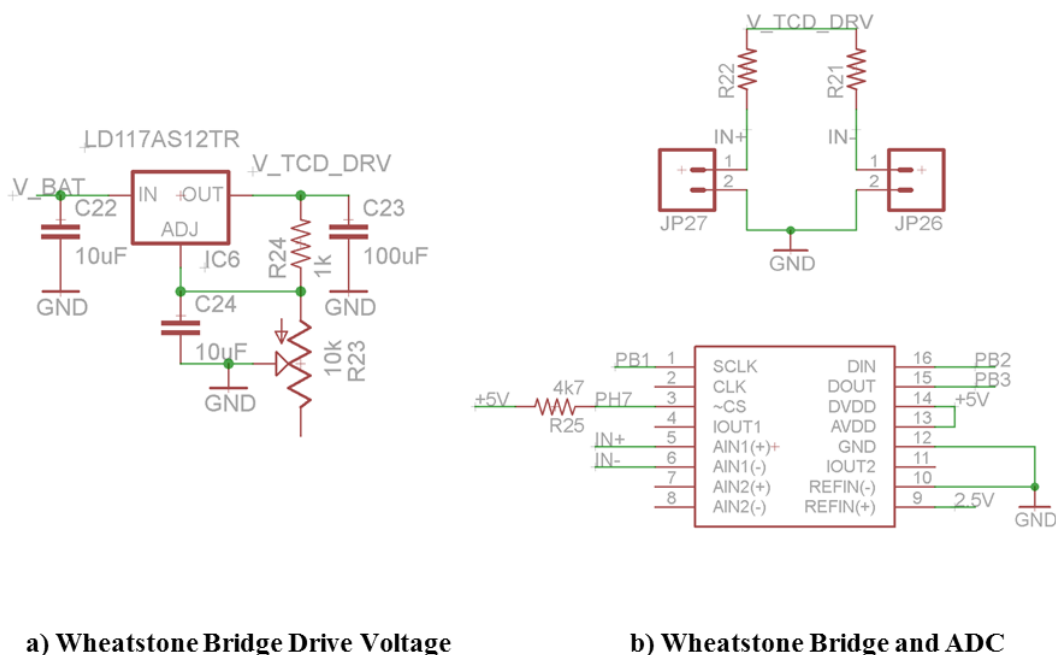 LD117AS12TR
V_BAT
V_TCD_DRV
IN
OUT
ADJ
C22
10uF
GND
IC6
R24
1k
C23
100uF
GND
C24
10uF
GND
10k
R23
V_TCD_DRV
R22
R21
IN+
IN-
1
2
JP27
1
2
JP26
GND
PB1 1 SCLK DIN 16 PB2
2 CLK DOUT 15 PB3
+5V 4k7 R25 PH7 3 ~CS DVDD 14 +5V
4 IOUT1 AVDD 13
IN+ 5 AIN1(+) GND 12
IN- 6 AIN1(-) IOUT2 11
7 AIN2(+) REFIN(-) 10
8 AIN2(-) REFIN(+) 9 2.5V
GND
a) Wheatstone Bridge Drive Voltage
b) Wheatstone Bridge and ADC